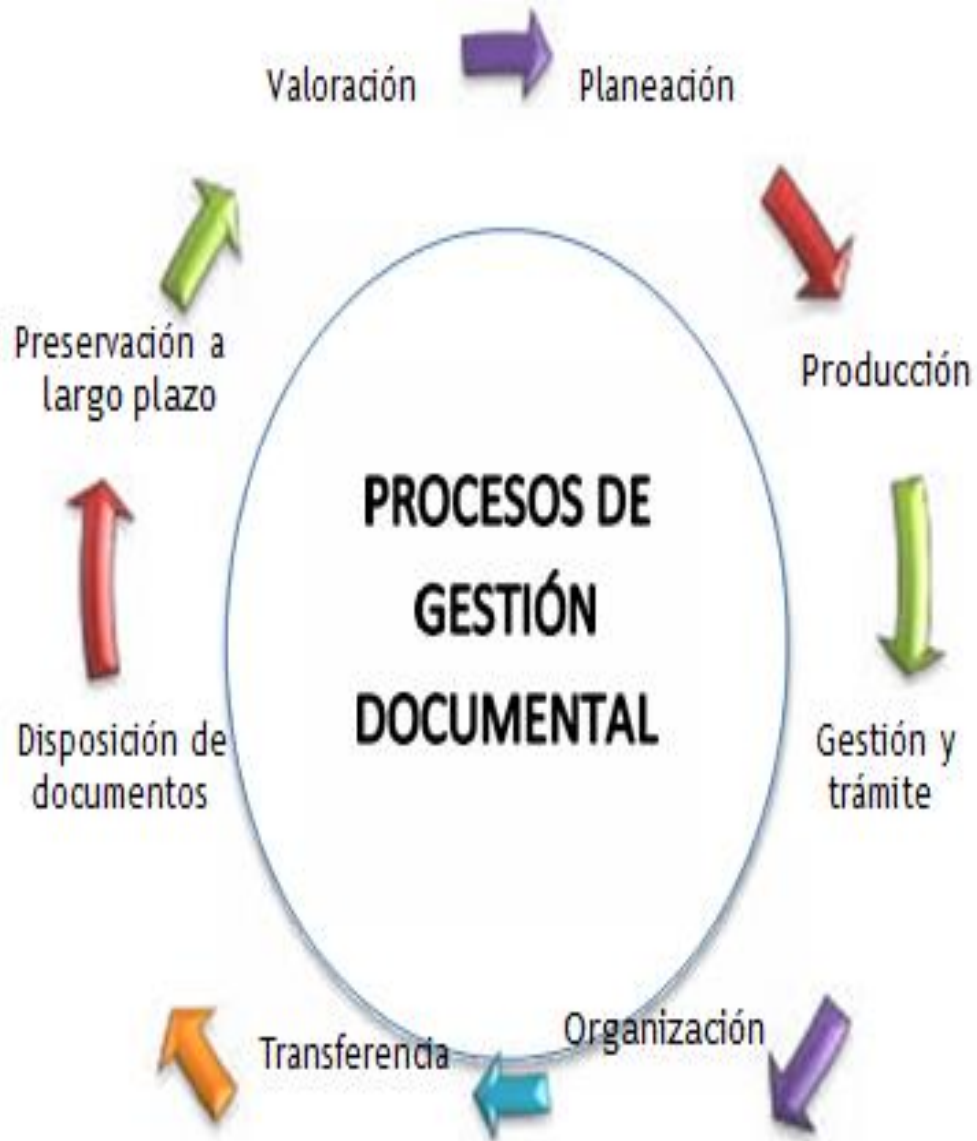 Valoración
Planeación
Producción
Gestión y
trámite
Organización
Transferencia
Disposición de
documentos
Preservación a
largo plazo
PROCESOS DE
GESTIÓN
DOCUMENTAL